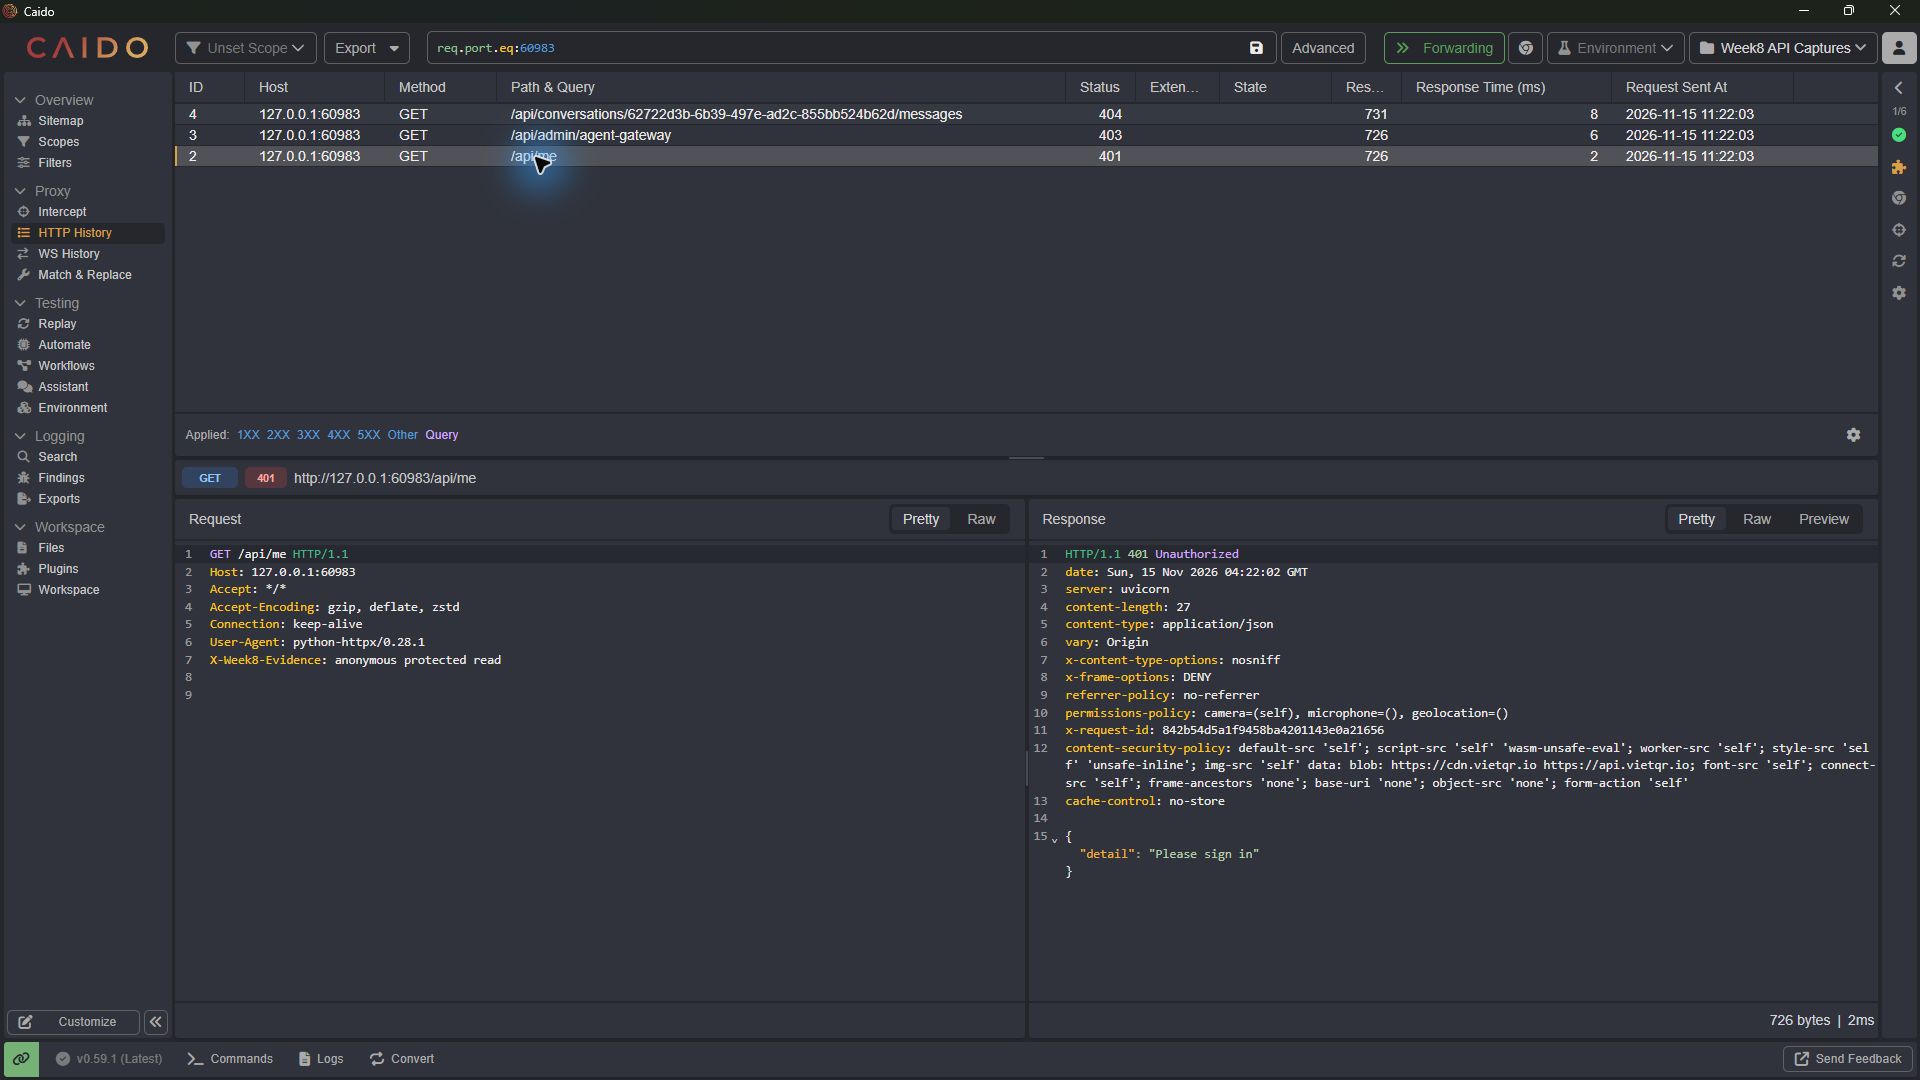 Caido
CAIDO Unset Scope Export req.port.eq:60983 Advanced Forwarding Environment Week8 API Captures
ID Host Method Path & Query Status Exten... State Res... Response Time (ms) Request Sent At
4 127.0.0.1:60983 GET /api/conversations/62722d3b-6b39-497e-ad2c-855bb524b62d/messages 404 731 8 2026-11-15 11:22:03
3 127.0.0.1:60983 GET /api/admin/agent-gateway 403 726 6 2026-11-15 11:22:03
2 127.0.0.1:60983 GET /api/me 401 726 2 2026-11-15 11:22:03
1/6
Overview
Sitemap
Scopes
Filters
Proxy
Intercept
HTTP History
WS History
Match & Replace
Testing
Replay
Automate
Workflows
Assistant
Environment
Logging
Search
Findings
Exports
Workspace
Files
Plugins
Workspace
Customize
Applied: 1XX 2XX 3XX 4XX 5XX Other Query
GET 401 http://127.0.0.1:60983/api/me
Request Pretty Raw
1 GET /api/me HTTP/1.1
2 Host: 127.0.0.1:60983
3 Accept: */*
4 Accept-Encoding: gzip, deflate, zstd
5 Connection: keep-alive
6 User-Agent: python-httpx/0.28.1
7 X-Week8-Evidence: anonymous protected read
8
9
Response Pretty Raw Preview
1 HTTP/1.1 401 Unauthorized
2 date: Sun, 15 Nov 2026 04:22:02 GMT
3 server: uvicorn
4 content-length: 27
5 content-type: application/json
6 vary: Origin
7 x-content-type-options: nosniff
8 x-frame-options: DENY
9 referrer-policy: no-referrer
10 permissions-policy: camera=(self), microphone=(), geolocation=()
11 x-request-id: 842b54d5a1f9458ba4201143e0a21656
12 content-security-policy: default-src 'self'; script-src 'self' 'wasm-unsafe-eval'; worker-src 'self'; style-src 'sel
f' 'unsafe-inline'; img-src 'self' data: blob: https://cdn.vietqr.io https://api.vietqr.io; font-src 'self'; connect-
src 'self'; frame-ancestors 'none'; base-uri 'none'; object-src 'none'; form-action 'self'
13 cache-control: no-store
14
15 {
"detail": "Please sign in"
}
726 bytes | 2ms
v0.59.1 (Latest) Commands Logs Convert Send Feedback